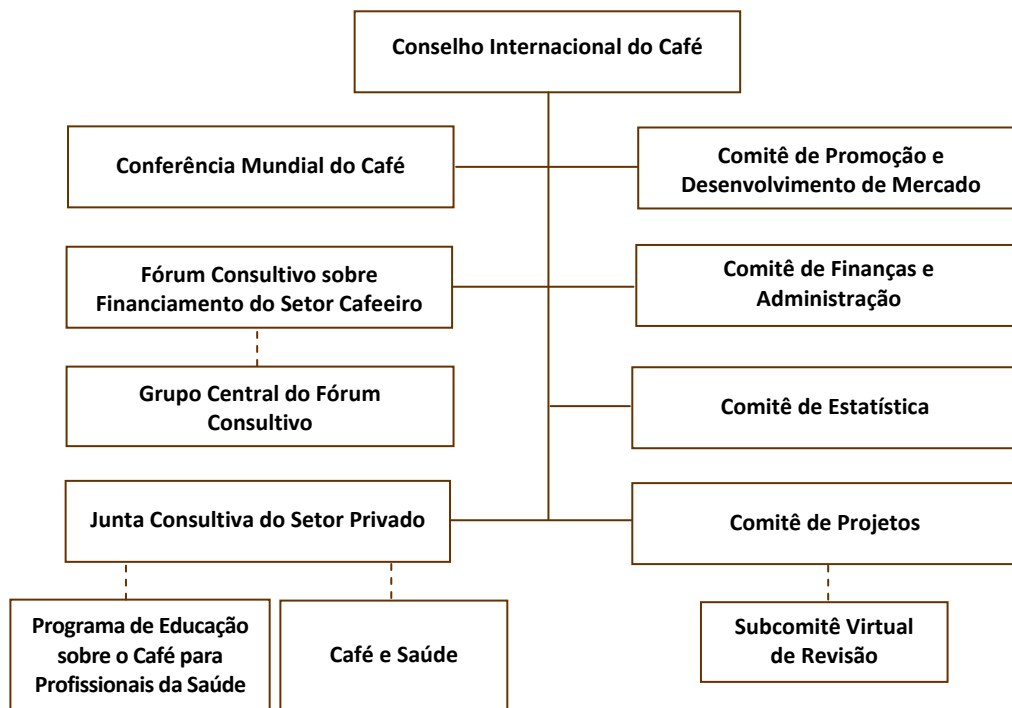 Conselho Internacional do Café
Conferência Mundial do Café
Comitê de Promoção e
Desenvolvimento de Mercado
Fórum Consultivo sobre
Financiamento do Setor Cafeeiro
Comitê de Finanças e
Administração
Grupo Central do Fórum
Consultivo
Comitê de Estatística
Junta Consultiva do Setor Privado
Comitê de Projetos
Programa de Educação
sobre o Café para
Profissionais da Saúde
Café e Saúde
Subcomitê Virtual
de Revisão